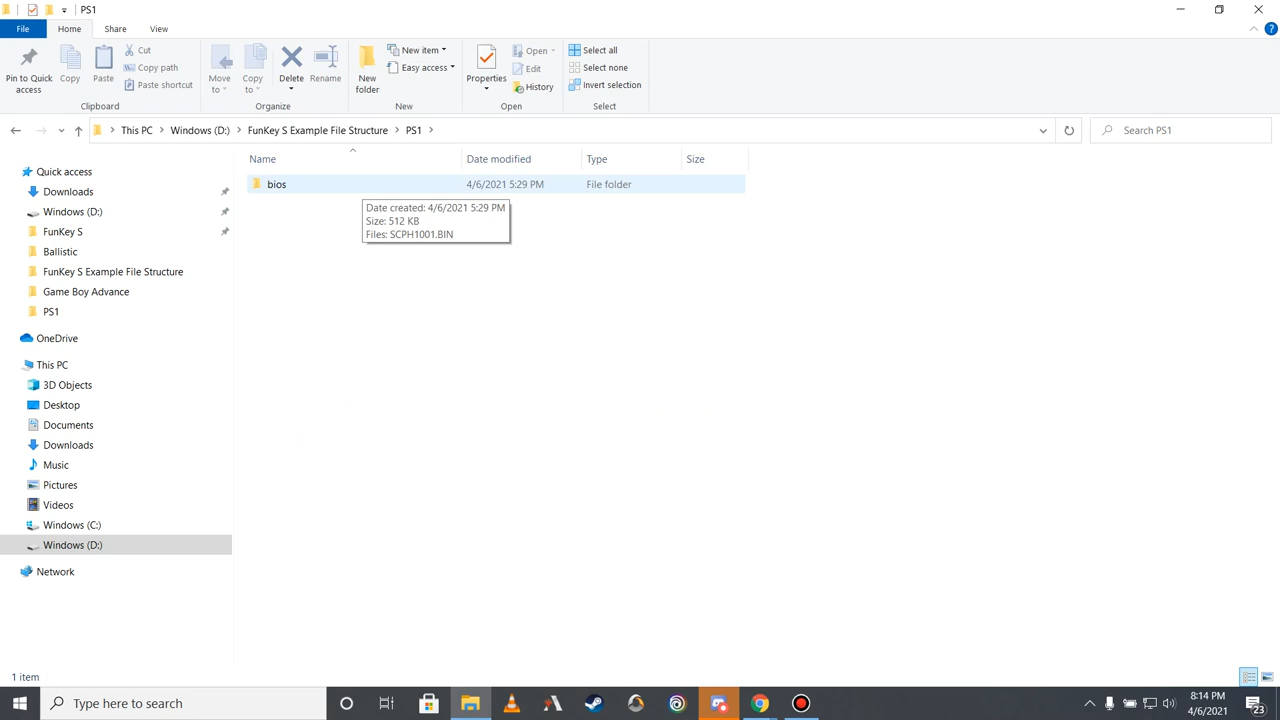 PS1
File Home Share View
Pin to Quick access
Copy
Paste
Cut
Copy path
Paste shortcut
Clipboard
Move to
Copy to
Delete
Rename
Organize
New folder
New item
Easy access
New
Properties
Open
Edit
History
Open
Select all
Select none
Invert selection
Select
This PC > Windows (D:) > FunKey S Example File Structure > PS1 >
Search PS1
Name Date modified Type Size
bios 4/6/2021 5:29 PM File folder
Date created: 4/6/2021 5:29 PM
Size: 512 KB
Files: SCPH1001.BIN
Quick access
Downloads
Windows (D:)
FunKey S
Ballistic
FunKey S Example File Structure
Game Boy Advance
PS1
OneDrive
This PC
3D Objects
Desktop
Documents
Downloads
Music
Pictures
Videos
Windows (C:)
Windows (D:)
Network
1 item
Type here to search
8:14 PM
4/6/2021
23